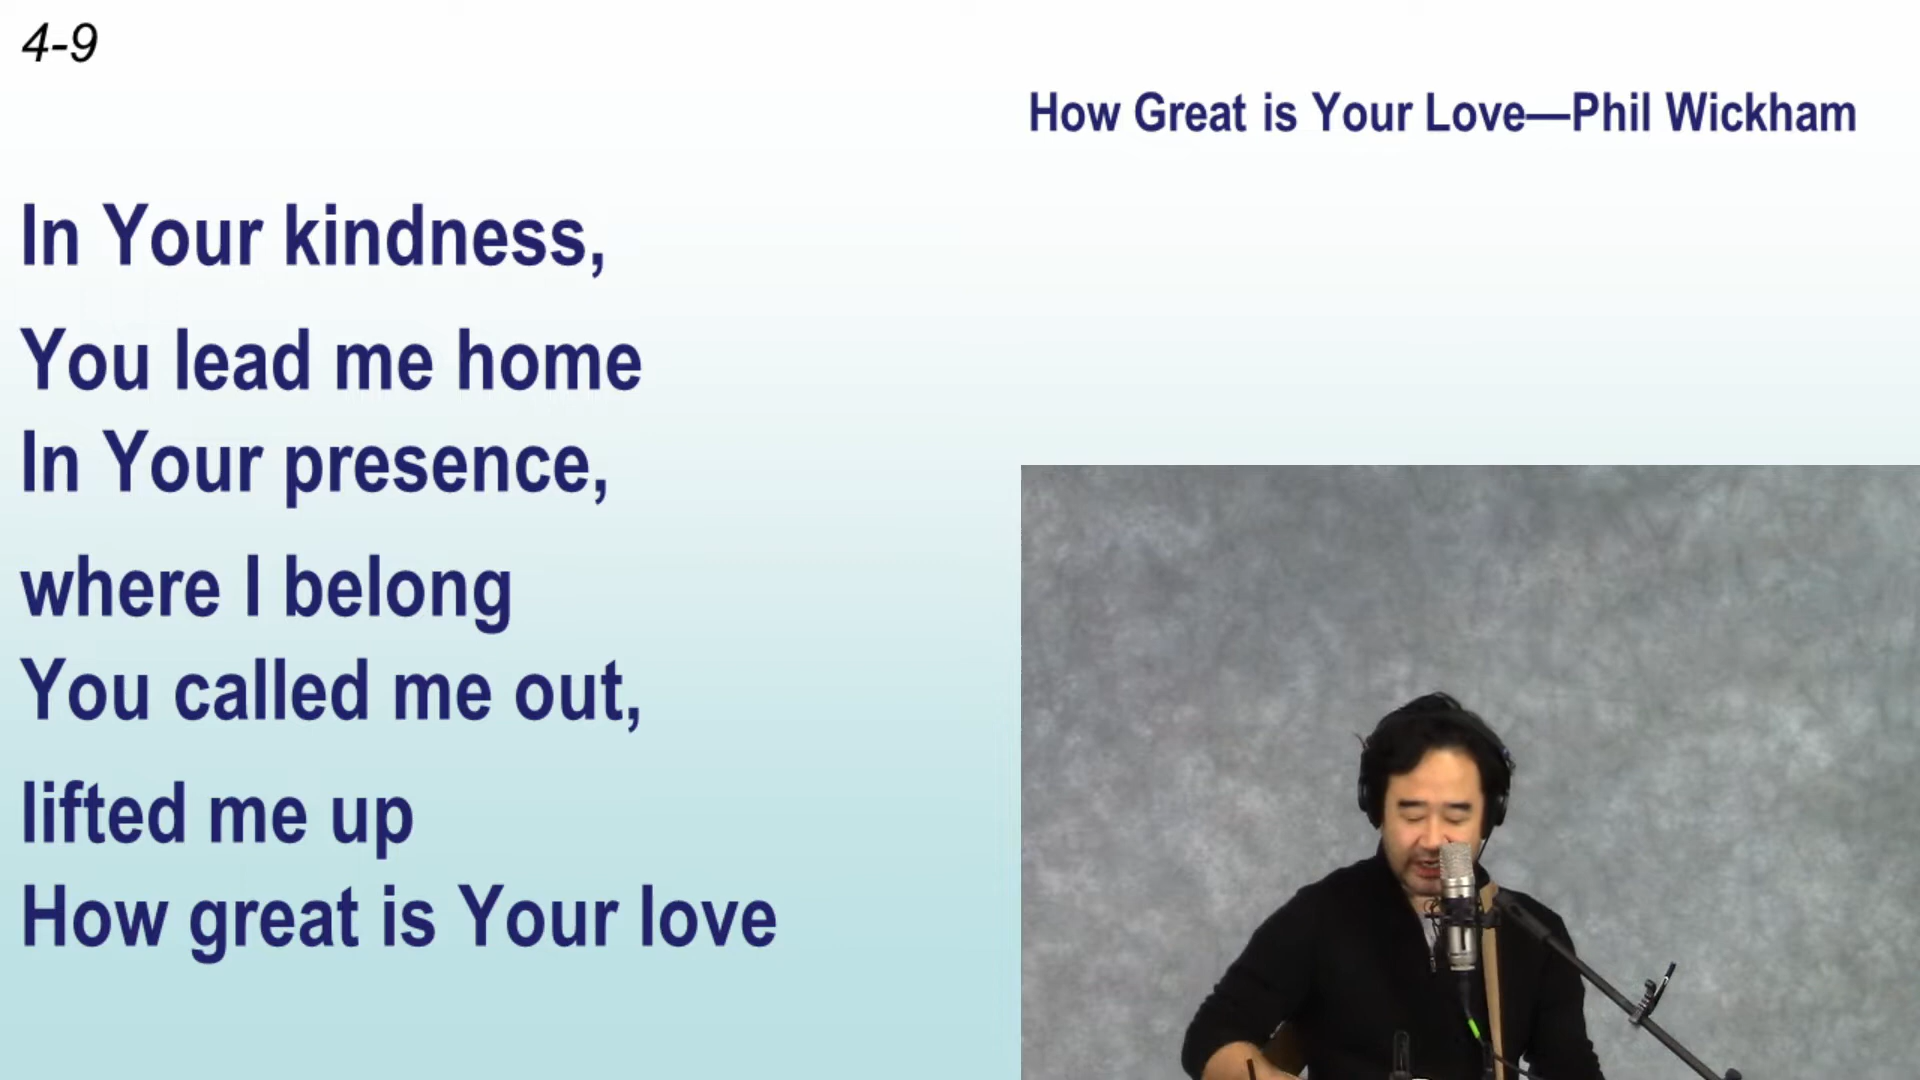 4-9
How Great is Your Love—Phil Wickham
In Your kindness,
You lead me home
In Your presence,
where I belong
You called me out,
lifted me up
How great is Your love